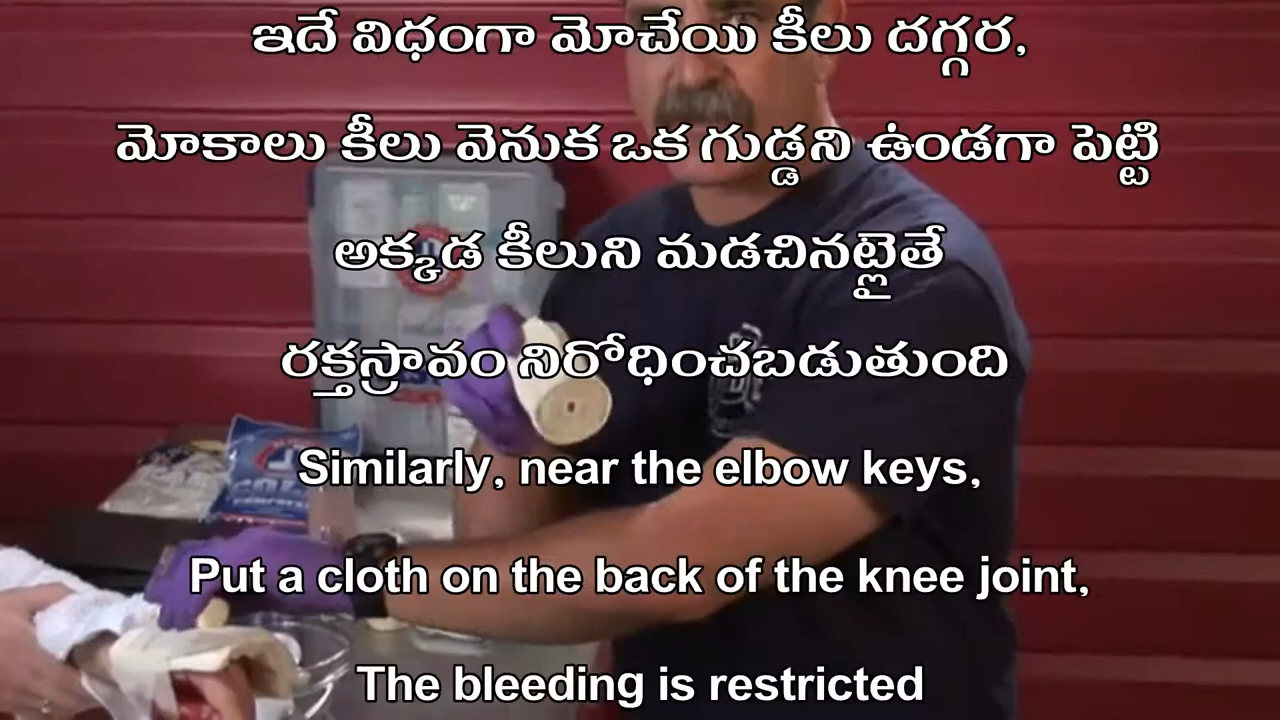 ఇదే విధంగా మోచేయి కీలు దగ్గర,
మోకాలు కీలు వెనుక ఒక గుడ్డని ఉండగా పెట్టి
అక్కడ కీలుని మడచినట్లైతే
రక్తస్రావం నిరోధించబడుతుంది
Similarly, near the elbow keys,
Put a cloth on the back of the knee joint,
The bleeding is restricted